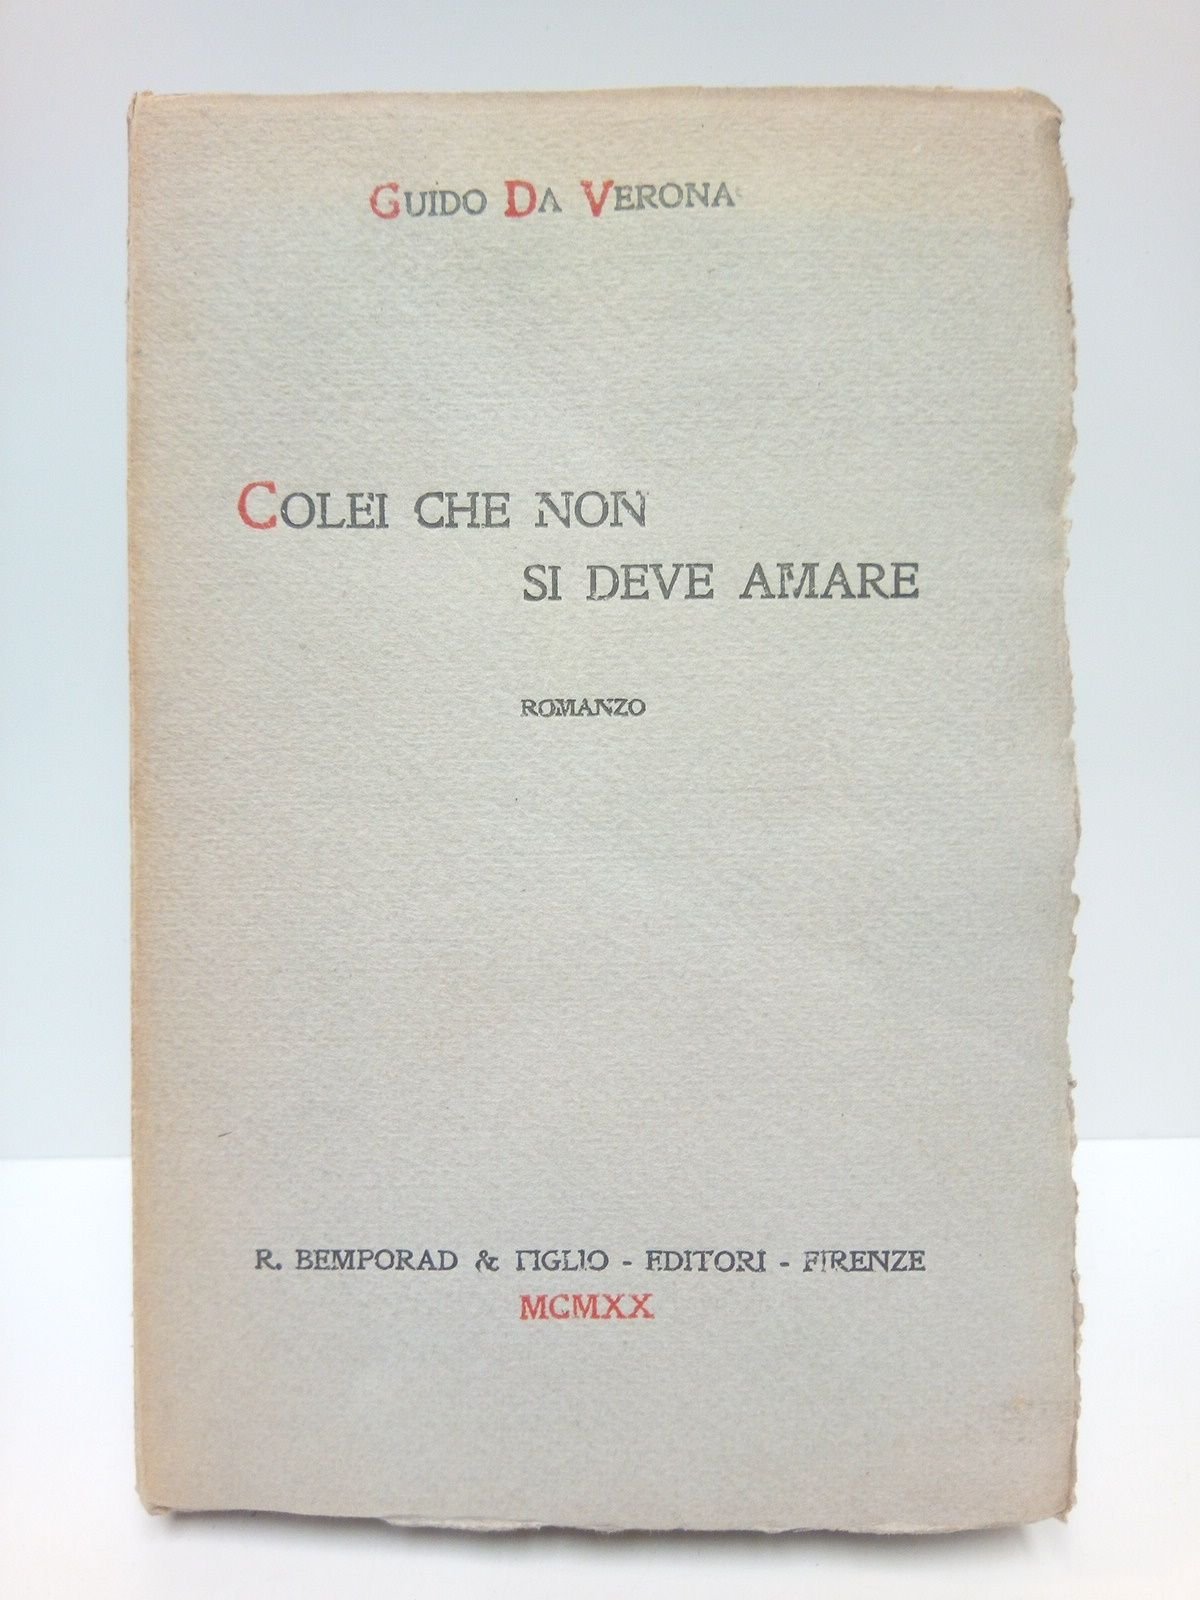 GUIDO DA VERONA
COLEI CHE NON
SI DEVE AMARE
ROMANZO
R. BEMPORAD & FIGLIO - EDITORI - FIRENZE
MCMXX